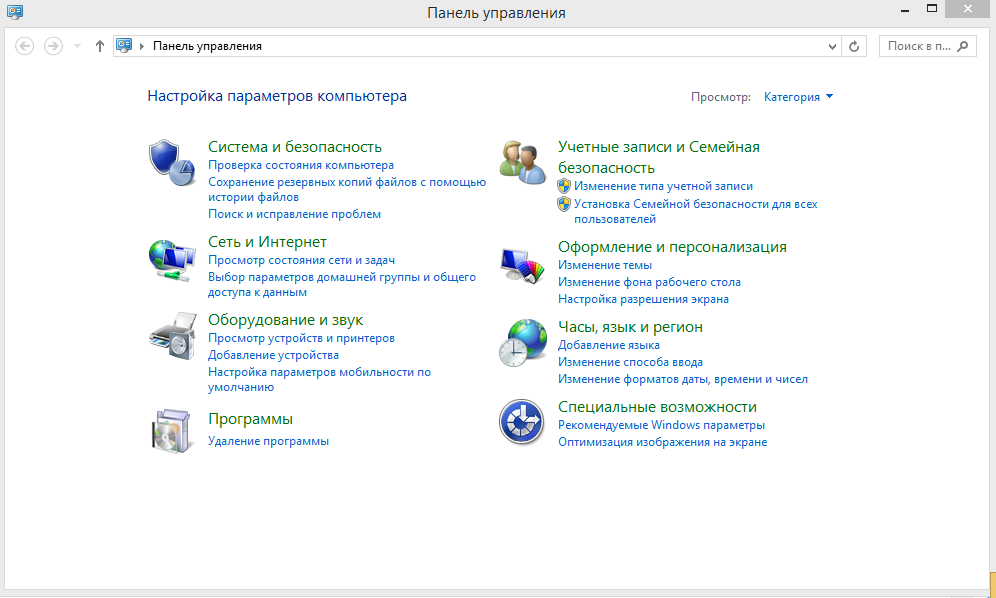 Панель управления
Панель управления
Поиск в п...
Настройка параметров компьютера
Просмотр: Категория
Система и безопасность
Проверка состояния компьютера
Сохранение резервных копий файлов с помощью
истории файлов
Поиск и исправление проблем
Сеть и Интернет
Просмотр состояния сети и задач
Выбор параметров домашней группы и общего
доступа к данным
Оборудование и звук
Просмотр устройств и принтеров
Добавление устройства
Настройка параметров мобильности по
умолчанию
Программы
Удаление программы
Учетные записи и Семейная
безопасность
Изменение типа учетной записи
Установка Семейной безопасности для всех
пользователей
Оформление и персонализация
Изменение темы
Изменение фона рабочего стола
Настройка разрешения экрана
Часы, язык и регион
Добавление языка
Изменение способа ввода
Изменение форматов даты, времени и чисел
Специальные возможности
Рекомендуемые Windows параметры
Оптимизация изображения на экране